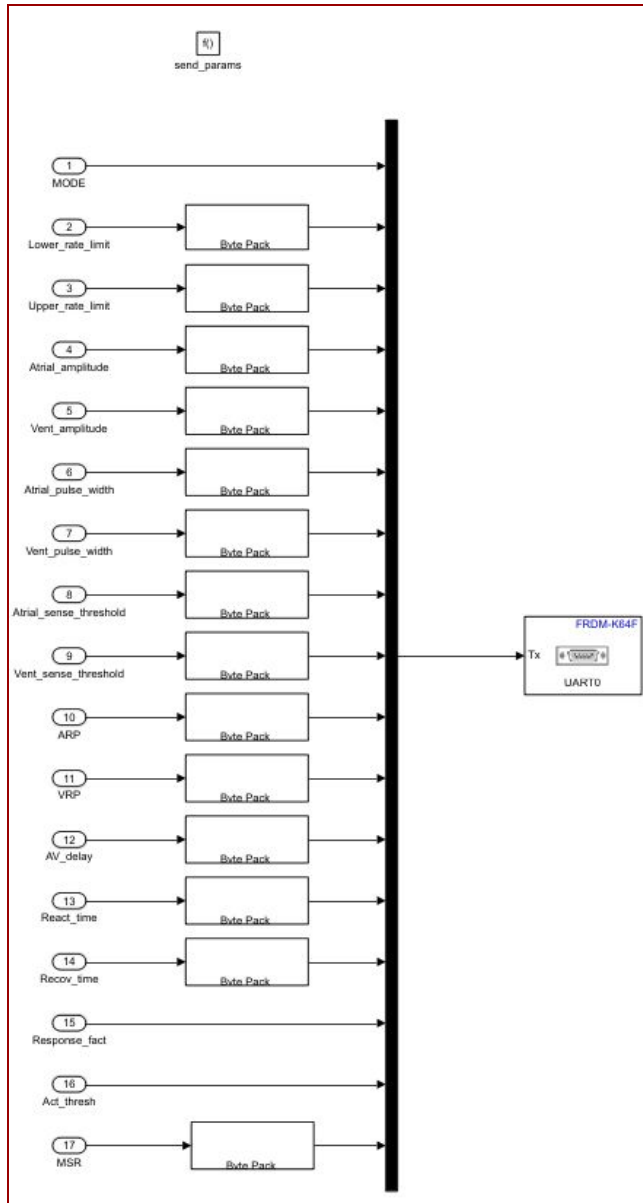 f()
send_params
1
MODE
2
Lower_rate_limit
Byte Pack
3
Upper_rate_limit
Byte Pack
4
Atrial_amplitude
Byte Pack
5
Vent_amplitude
Byte Pack
6
Atrial_pulse_width
Byte Pack
7
Vent_pulse_width
Byte Pack
8
Atrial_sense_threshold
Byte Pack
9
Vent_sense_threshold
Byte Pack
FRDM-K64F
Tx
UART0
10
ARP
Byte Pack
11
VRP
Byte Pack
12
AV_delay
Byte Pack
13
React_time
Byte Pack
14
Recov_time
Byte Pack
15
Response_fact
16
Act_thresh
17
MSR
Byte Pack